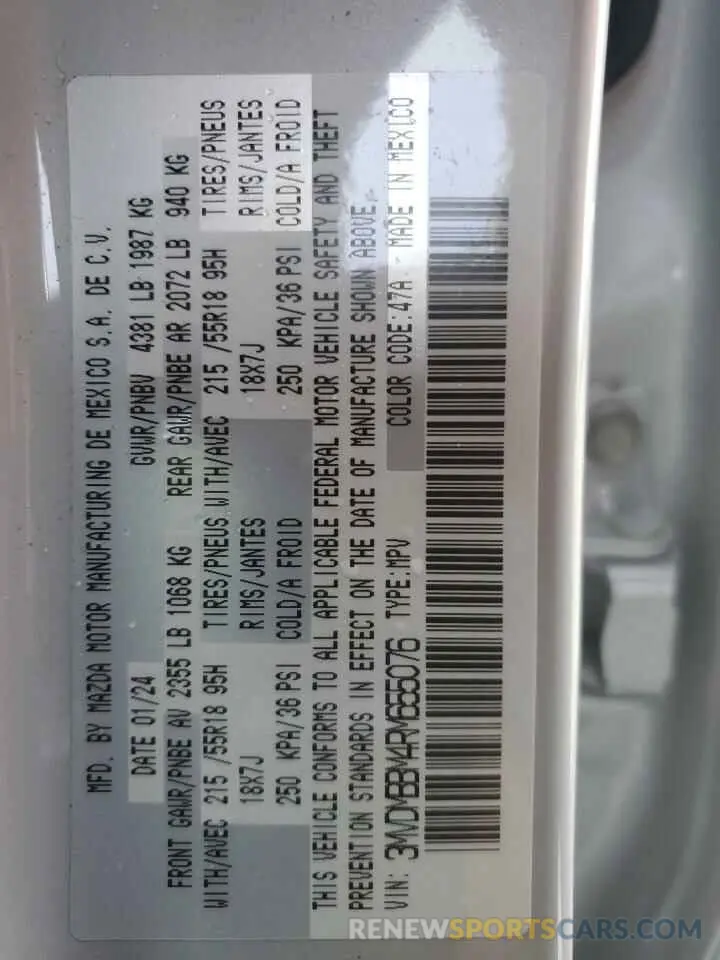 MFD. BY MAZDA MOTOR MANUFACTURING DE MEXICO S.A. DE C.V.
DATE 01/24 GVWR/PNBV 4381 LB 1987 KG
FRONT GAWR/PNBE AV 2355 LB 1068 KG REAR GAWR/PNBE AR 2072 LB 940 KG
WITH/AVEC 215 /55R18 95H TIRES/PNEUS WITH/AVEC 215 /55R18 95H TIRES/PNEUS
18X7J RIMS/JANTES 18X7J RIMS/JANTES
250 KPA/36 PSI COLD/A FROID 250 KPA/36 PSI COLD/A FROID
THIS VEHICLE CONFORMS TO ALL APPLICABLE FEDERAL MOTOR VEHICLE SAFETY AND THEFT
PREVENTION STANDARDS IN EFFECT ON THE DATE OF MANUFACTURE SHOWN ABOVE.
VIN: 3MVDMBBM4RM655076 TYPE:MPV COLOR CODE:47A MADE IN MEXICO
RENEWSPORTSCARS.COM